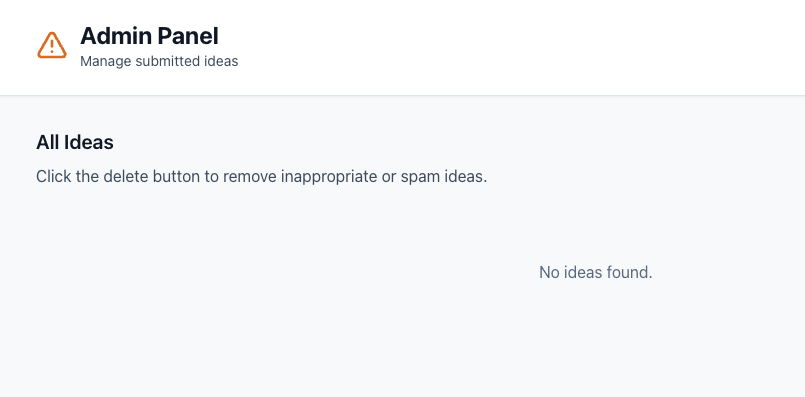 Admin Panel
Manage submitted ideas
All Ideas
Click the delete button to remove inappropriate or spam ideas.
No ideas found.